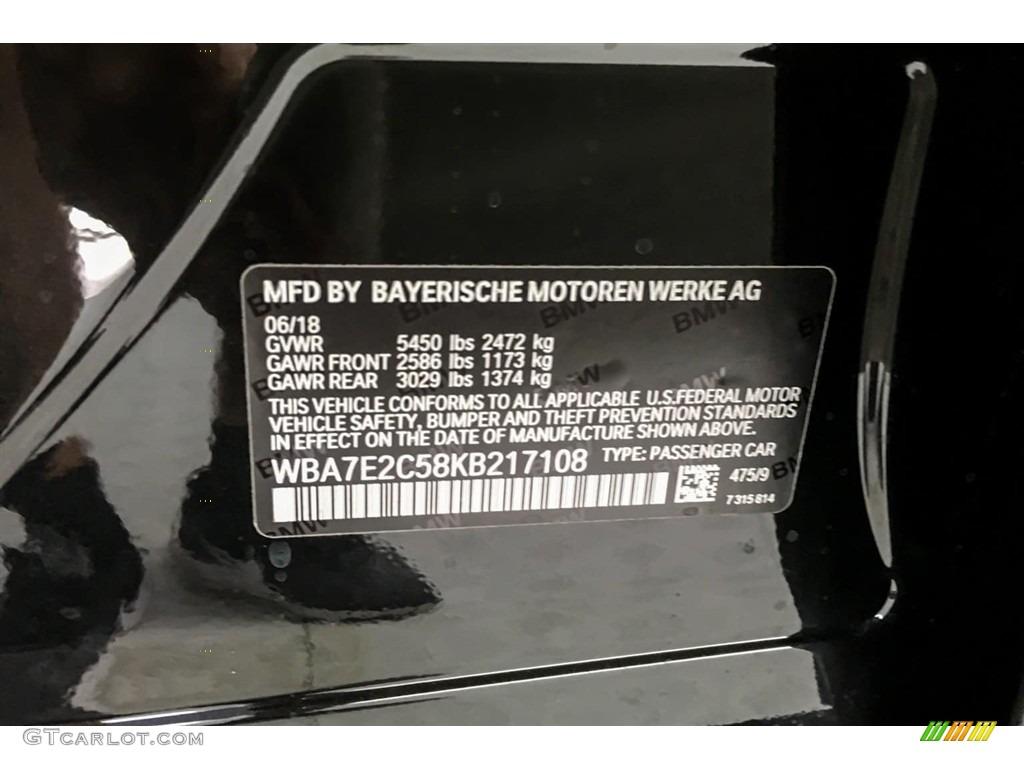 MFD BY BAYERISCHE MOTOREN WERKE AG
06/18
GVWR 5450 lbs 2472 kg
GAWR FRONT 2586 lbs 1173 kg
GAWR REAR 3029 lbs 1374 kg
THIS VEHICLE CONFORMS TO ALL APPLICABLE U.S.FEDERAL MOTOR
VEHICLE SAFETY, BUMPER AND THEFT PREVENTION STANDARDS
IN EFFECT ON THE DATE OF MANUFACTURE SHOWN ABOVE.
WBA7E2C58KB217108 TYPE: PASSENGER CAR
475/9
7315814
GTCarlot.com